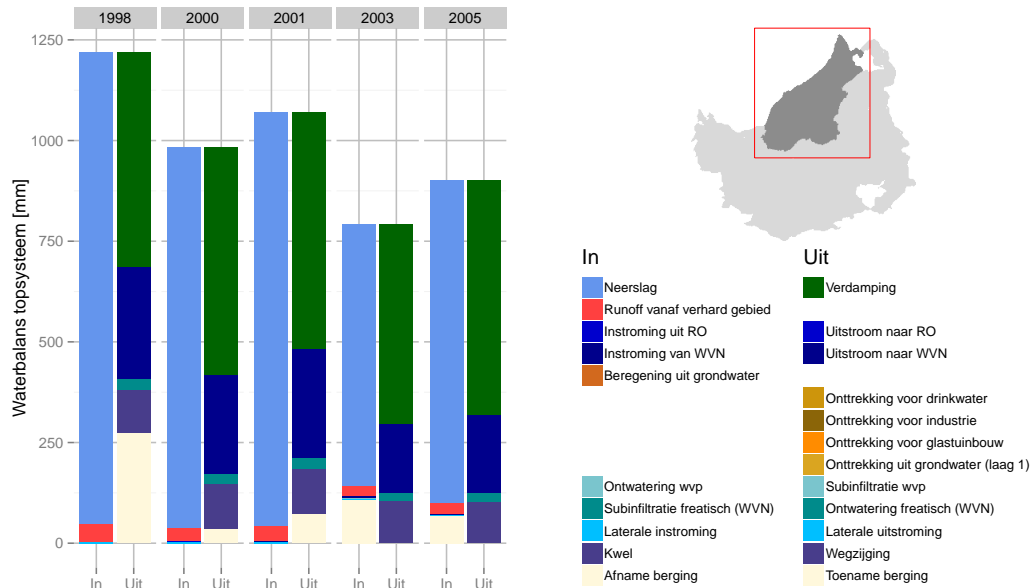 1998 2000 2001 2003 2005
Waterbalans topsysteem [mm]
1250
1000
750
500
250
0
In Uit In Uit In Uit In Uit In Uit
In
Neerslag
Runoff vanaf verhard gebied
Instroming uit RO
Instroming van WVN
Beregening uit grondwater
Ontwatering wvp
Subinfiltratie freatisch (WVN)
Laterale instroming
Kwel
Afname berging
Uit
Verdamping
Uitstroom naar RO
Uitstroom naar WVN
Onttrekking voor drinkwater
Onttrekking voor industrie
Onttrekking voor glastuinbouw
Onttrekking uit grondwater (laag 1)
Subinfiltratie wvp
Ontwatering freatisch (WVN)
Laterale uitstroming
Wegzijging
Toename berging